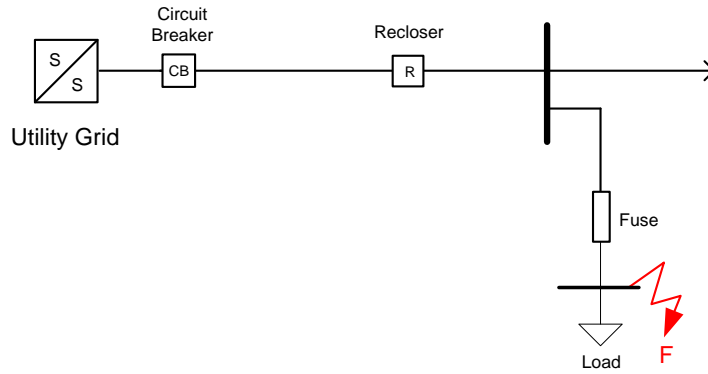 Circuit
Breaker
Recloser
S
S
CB
R
Utility Grid
Fuse
Load
F